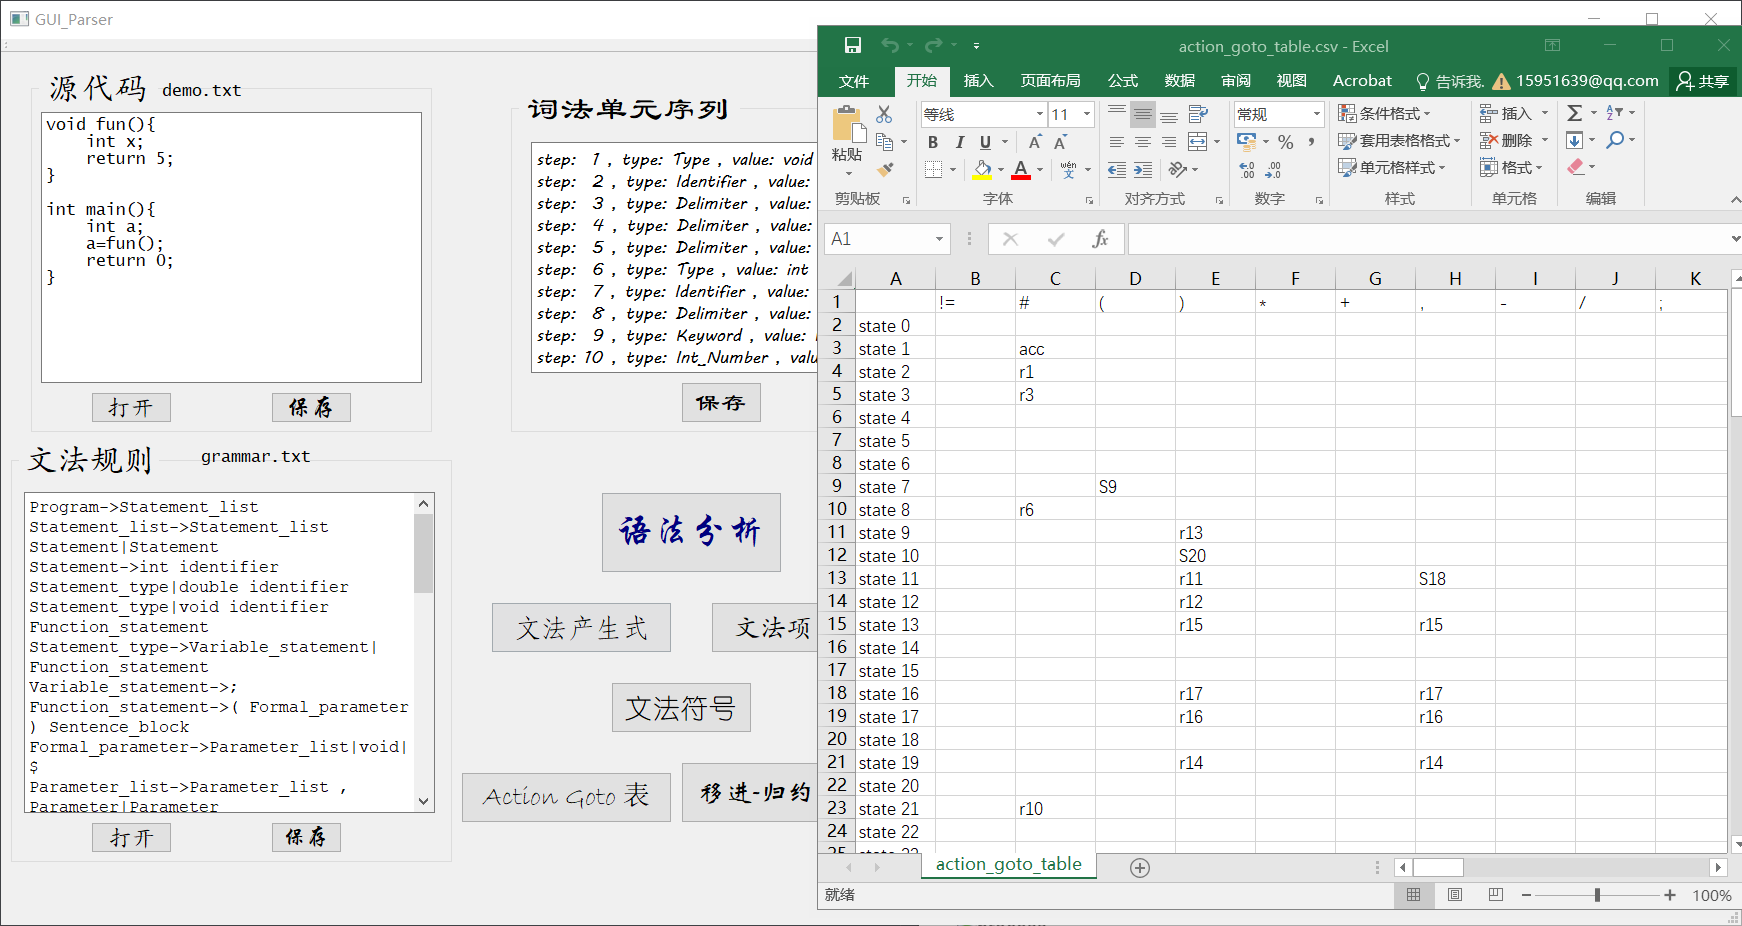 GUI_Parser
源代码 demo.txt
void fun(){
int x;
return 5;
}
int main(){
int a;
a=fun();
return 0;
}
打开
保存
文法规则 grammar.txt
Program->Statement_list
Statement_list->Statement_list
Statement|Statement
Statement->int identifier
Statement_type|double identifier
Statement_type|void identifier
Function_statement
Statement_type->Variable_statement|
Function_statement
Variable_statement->;
Function_statement->( Formal_parameter
) Sentence_block
Formal_parameter->Parameter_list|void|
$
Parameter_list->Parameter_list ,
Parameter|Parameter
打开
保存
词法单元序列
step: 1 , type: Type , value: void
step: 2 , type: Identifier , value:
step: 3 , type: Delimiter , value:
step: 4 , type: Delimiter , value:
step: 5 , type: Delimiter , value:
step: 6 , type: Type , value: int
step: 7 , type: Identifier , value:
step: 8 , type: Delimiter , value:
step: 9 , type: Keyword , value:
step: 10 , type: Int_Number , valu
保存
语法分析
文法产生式
文法项
文法符号
Action Goto 表
移进-归约
action_goto_table.csv - Excel
文件 开始 插入 页面布局 公式 数据 审阅 视图 Acrobat 告诉我. 15951639@qq.com 共享
粘贴
等线 11
B I U A A
A wén 文
常规
% ,
.00 .00
条件格式
套用表格格式
单元格样式
插入
删除
格式
Σ
剪贴板 字体 对齐方式 数字 样式 单元格 编辑
A1 fx
A B C D E F G H I J K
1 != # ( ) * + , - / ;
2 state 0
3 state 1 acc
4 state 2 r1
5 state 3 r3
6 state 4
7 state 5
8 state 6
9 state 7 S9
10 state 8 r6
11 state 9 r13
12 state 10 S20
13 state 11 r11 S18
14 state 12 r12
15 state 13 r15 r15
16 state 14
17 state 15
18 state 16 r17 r17
19 state 17 r16 r16
20 state 18
21 state 19 r14 r14
22 state 20
23 state 21 r10
24 state 22
25 state 23
action_goto_table
就绪
100%